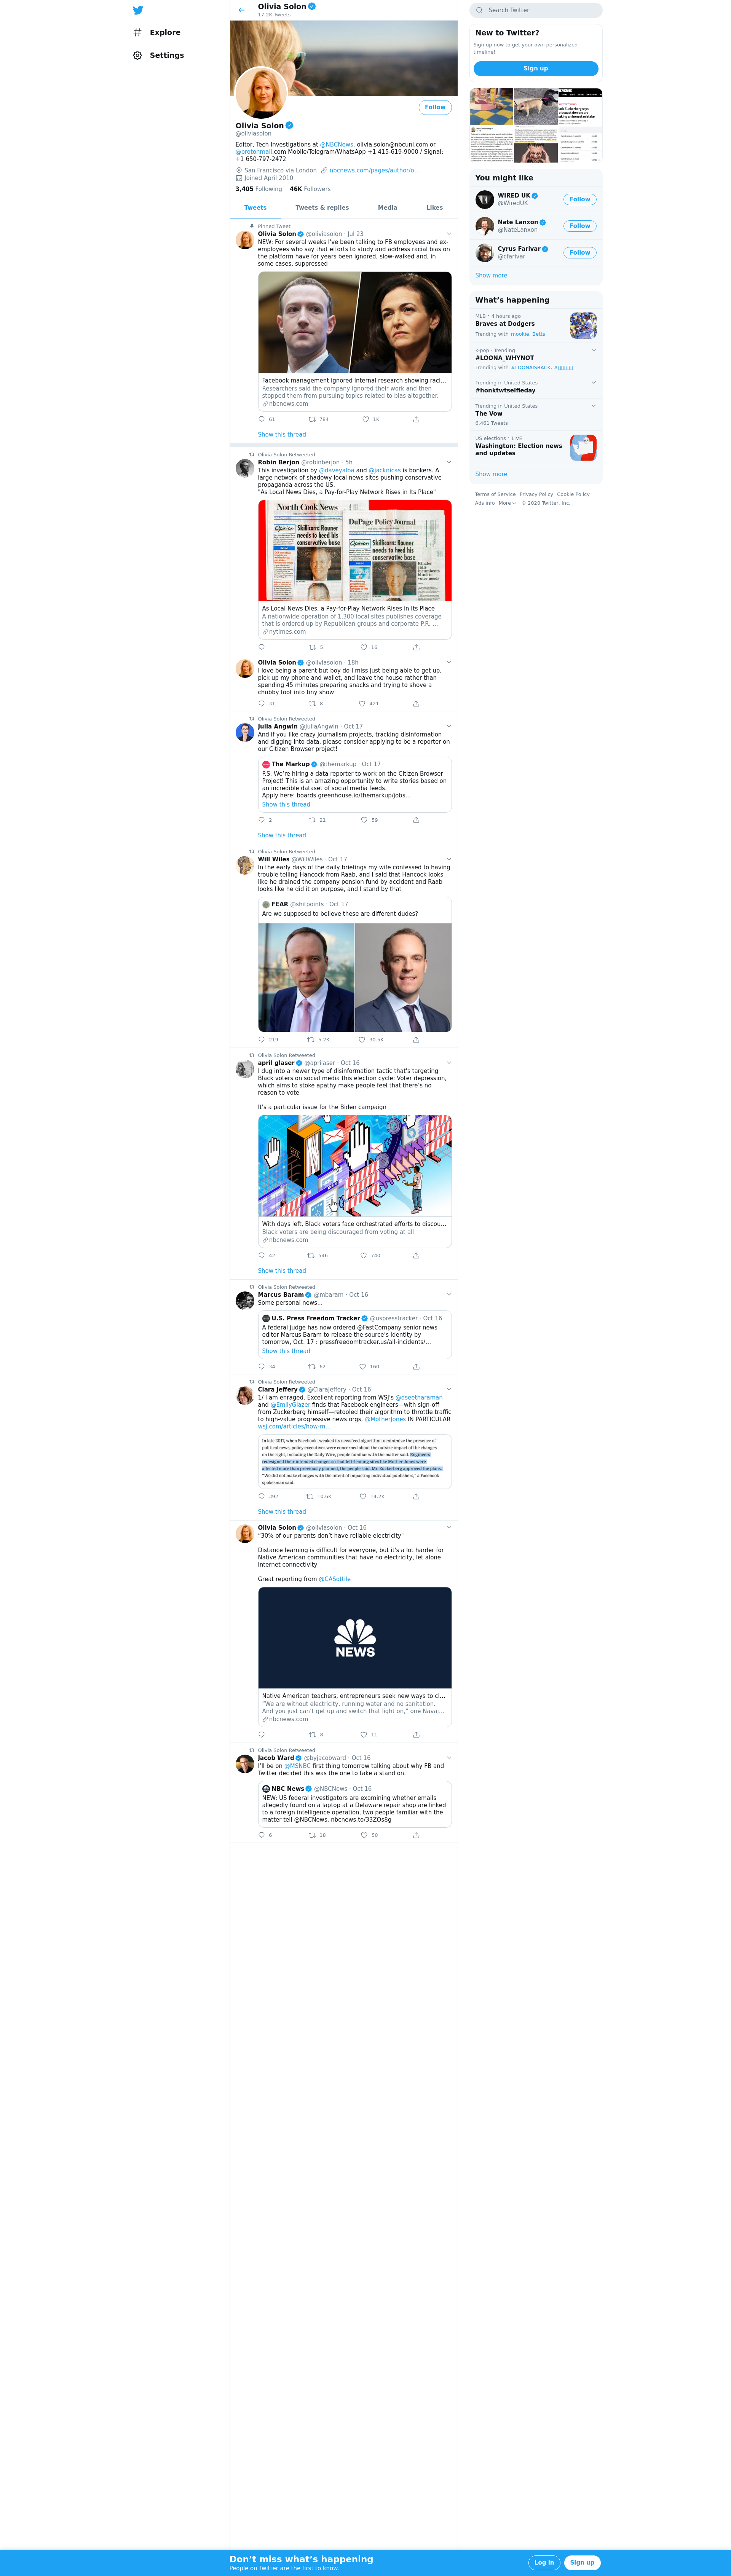 Explore
Settings
Olivia Solon
17.2K Tweets
Follow
Olivia Solon
@oliviasolon
Editor, Tech Investigations at @NBCNews. olivia.solon@nbcuni.com or
@protonmail.com Mobile/Telegram/WhatsApp +1 415-619-9000 / Signal:
+1 650-797-2472
San Francisco via London nbcnews.com/pages/author/o…
Joined April 2010
3,405 Following 46K Followers
Tweets Tweets & replies Media Likes
Pinned Tweet
Olivia Solon @oliviasolon · Jul 23
NEW: For several weeks I've been talking to FB employees and ex-
employees who say that efforts to address racial bias on
the platform have for years been ignored, slow-walked and, in
some cases, suppressed
Facebook management ignored internal research showing raci…
Researchers said the company ignored their work and then
stopped them from pursuing topics related to bias altogether.
nbcnews.com
61 784 1K
Show this thread
Olivia Solon Retweeted
Robin Berjon @robinberjon · 5h
This investigation by @daveyalba and @jacknicas is bonkers. A
large network of shadowy local news sites pushing conservative
propaganda across the US.
"As Local News Dies, a Pay-for-Play Network Rises in Its Place"
North Cook News
DuPage Policy Journal
Opinion
Skillicorn: Rauner
needs to heed his
conservative base
Opinion
Skillicorn: Rauner
needs to heed his
conservative base
As Local News Dies, a Pay-for-Play Network Rises in Its Place
A nationwide operation of 1,300 local sites publishes coverage
that is ordered up by Republican groups and corporate P.R. …
nytimes.com
5 16
Olivia Solon @oliviasolon · 18h
I love being a parent but boy do I miss just being able to get up,
pick up my phone and wallet, and leave the house rather than
spending 45 minutes preparing snacks and trying to shove a
chubby foot into tiny show
31 8 421
Olivia Solon Retweeted
Julia Angwin @JuliaAngwin · Oct 17
And if you like crazy journalism projects, tracking disinformation
and digging into data, please consider applying to be a reporter on
our Citizen Browser project!
The Markup @themarkup · Oct 17
P.S. We're hiring a data reporter to work on the Citizen Browser
Project! This is an amazing opportunity to write stories based on
an incredible dataset of social media feeds.
Apply here: boards.greenhouse.io/themarkup/jobs…
Show this thread
2 21 59
Show this thread
Olivia Solon Retweeted
Will Wiles @WillWiles · Oct 17
In the early days of the daily briefings my wife confessed to having
trouble telling Hancock from Raab, and I said that Hancock looks
like he drained the company pension fund by accident and Raab
looks like he did it on purpose, and I stand by that
FEAR @shitpoints · Oct 17
Are we supposed to believe these are different dudes?
219 5.2K 30.5K
Olivia Solon Retweeted
april glaser @aprilaser · Oct 16
I dug into a newer type of disinformation tactic that's targeting
Black voters on social media this election cycle: Voter depression,
which aims to stoke apathy make people feel that there's no
reason to vote
It's a particular issue for the Biden campaign
With days left, Black voters face orchestrated efforts to discou…
Black voters are being discouraged from voting at all
nbcnews.com
42 546 740
Show this thread
Olivia Solon Retweeted
Marcus Baram @mbaram · Oct 16
Some personal news...
U.S. Press Freedom Tracker @uspresstracker · Oct 16
A federal judge has now ordered @FastCompany senior news
editor Marcus Baram to release the source's identity by
tomorrow, Oct. 17 : pressfreedomtracker.us/all-incidents/…
Show this thread
34 62 160
Olivia Solon Retweeted
Clara Jeffery @ClaraJeffery · Oct 16
1/ I am enraged. Excellent reporting from WSJ's @dseetharaman
and @EmilyGlazer finds that Facebook engineers—with sign-off
from Zuckerberg himself—retooled their algorithm to throttle traffic
to high-value progressive news orgs, @MotherJones IN PARTICULAR
wsj.com/articles/how-m…
In late 2017, when Facebook tweaked its newsfeed algorithm to minimize the presence of
political news, policy executives were concerned about the outsize impact of the changes
on the right, including the Daily Wire, people familiar with the matter said. Engineers
redesigned their intended changes so that left-leaning sites like Mother Jones were
affected more than previously planned, the people said. Mr. Zuckerberg approved the plans.
"We did not make changes with the intent of impacting individual publishers," a Facebook
spokesman said.
392 10.6K 14.2K
Show this thread
Olivia Solon @oliviasolon · Oct 16
"30% of our parents don't have reliable electricity"
Distance learning is difficult for everyone, but it's a lot harder for
Native American communities that have no electricity, let alone
internet connectivity
Great reporting from @CASottile
NEWS
Native American teachers, entrepreneurs seek new ways to cl…
"We are without electricity, running water and no sanitation.
And you just can't get up and switch that light on," one Navaj…
nbcnews.com
8 11
Olivia Solon Retweeted
Jacob Ward @byjacobward · Oct 16
I'll be on @MSNBC first thing tomorrow talking about why FB and
Twitter decided this was the one to take a stand on.
NBC News @NBCNews · Oct 16
NEW: US federal investigators are examining whether emails
allegedly found on a laptop at a Delaware repair shop are linked
to a foreign intelligence operation, two people familiar with the
matter tell @NBCNews. nbcnews.to/33ZOs8g
6 18 50
Search Twitter
New to Twitter?
Sign up now to get your own personalized
timeline!
Sign up
You might like
WIRED UK
@WiredUK
Follow
Nate Lanxon
@NateLanxon
Follow
Cyrus Farivar
@cfarivar
Follow
Show more
What's happening
MLB · 4 hours ago
Braves at Dodgers
Trending with mookie, Betts
K-pop · Trending
#LOONA_WHYNOT
Trending with #LOONAISBACK, #
Trending in United States
#honktwtselfieday
Trending in United States
The Vow
6,461 Tweets
US elections · LIVE
Washington: Election news
and updates
Show more
Terms of Service Privacy Policy Cookie Policy
Ads info More © 2020 Twitter, Inc.
Don't miss what's happening
People on Twitter are the first to know.
Log in Sign up